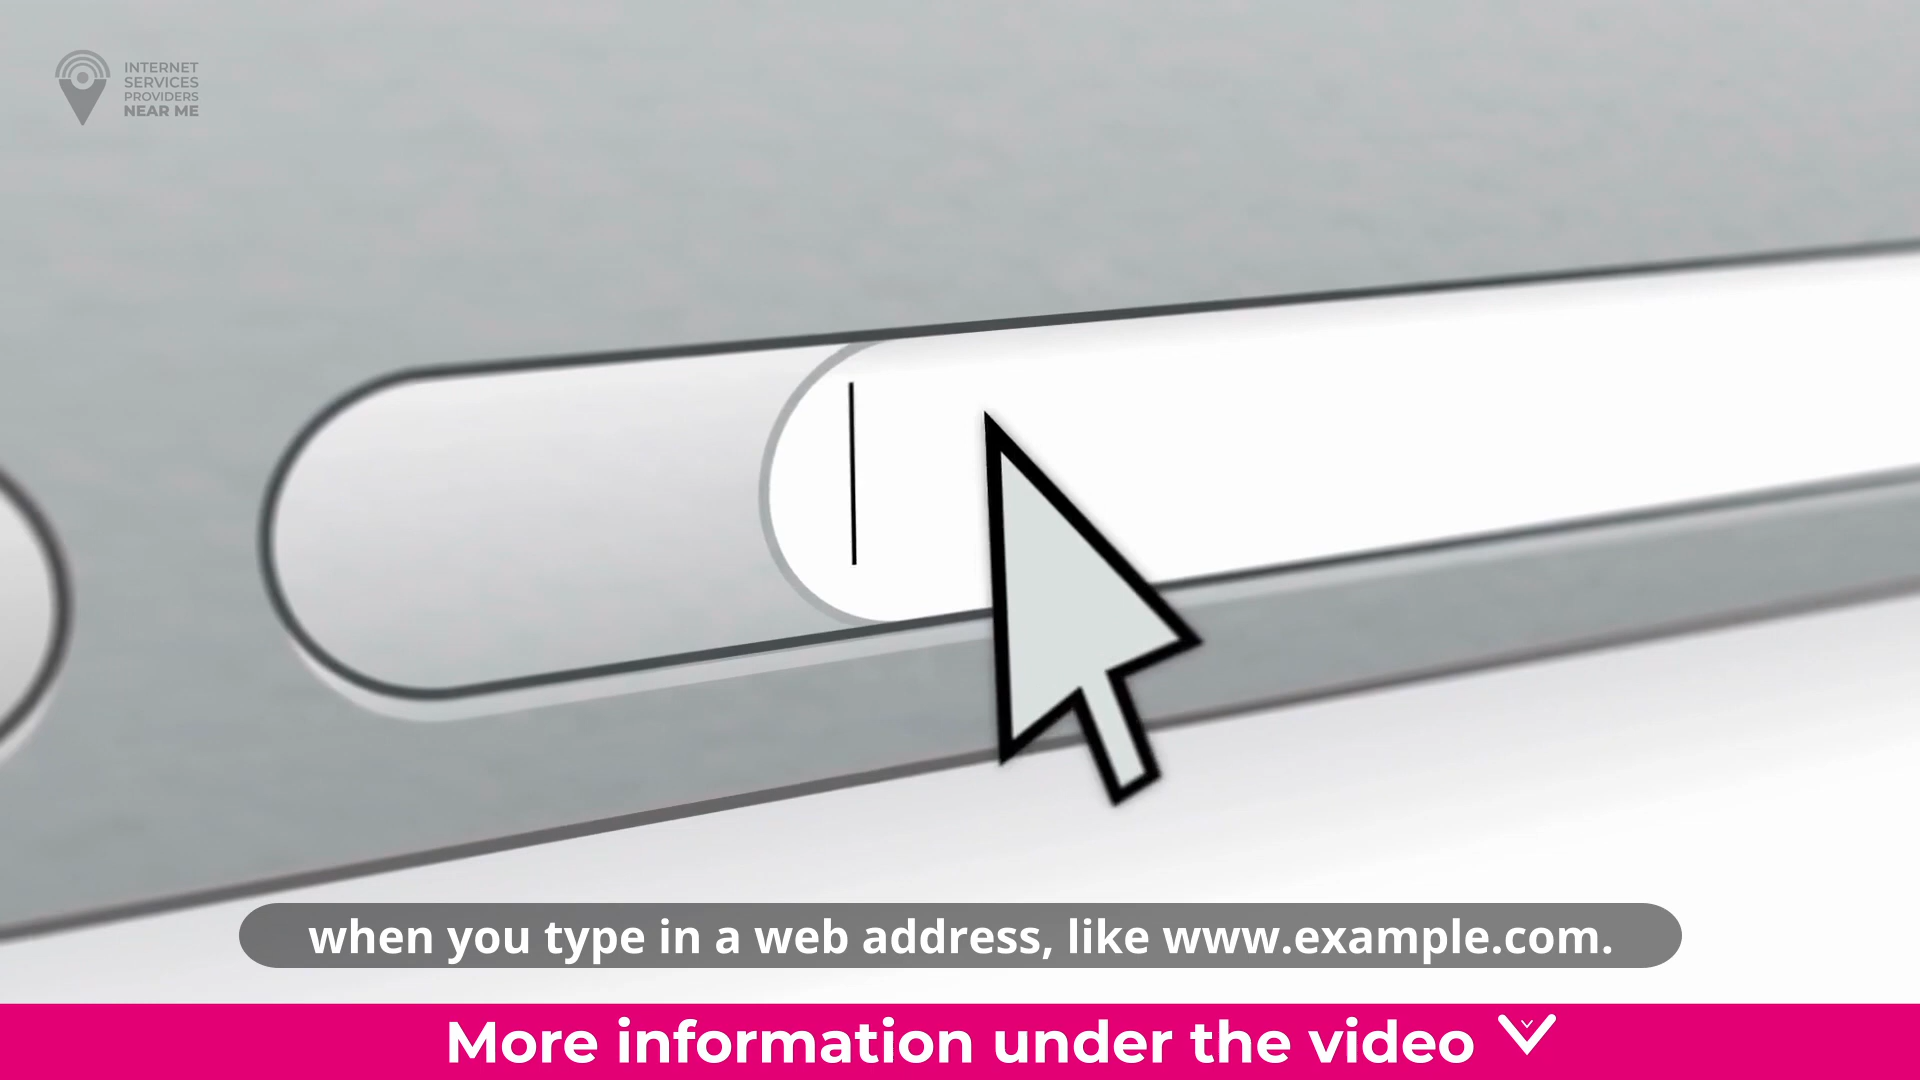 INTERNET
SERVICES
PROVIDERS
NEAR ME
when you type in a web address, like www.example.com.
More information under the video